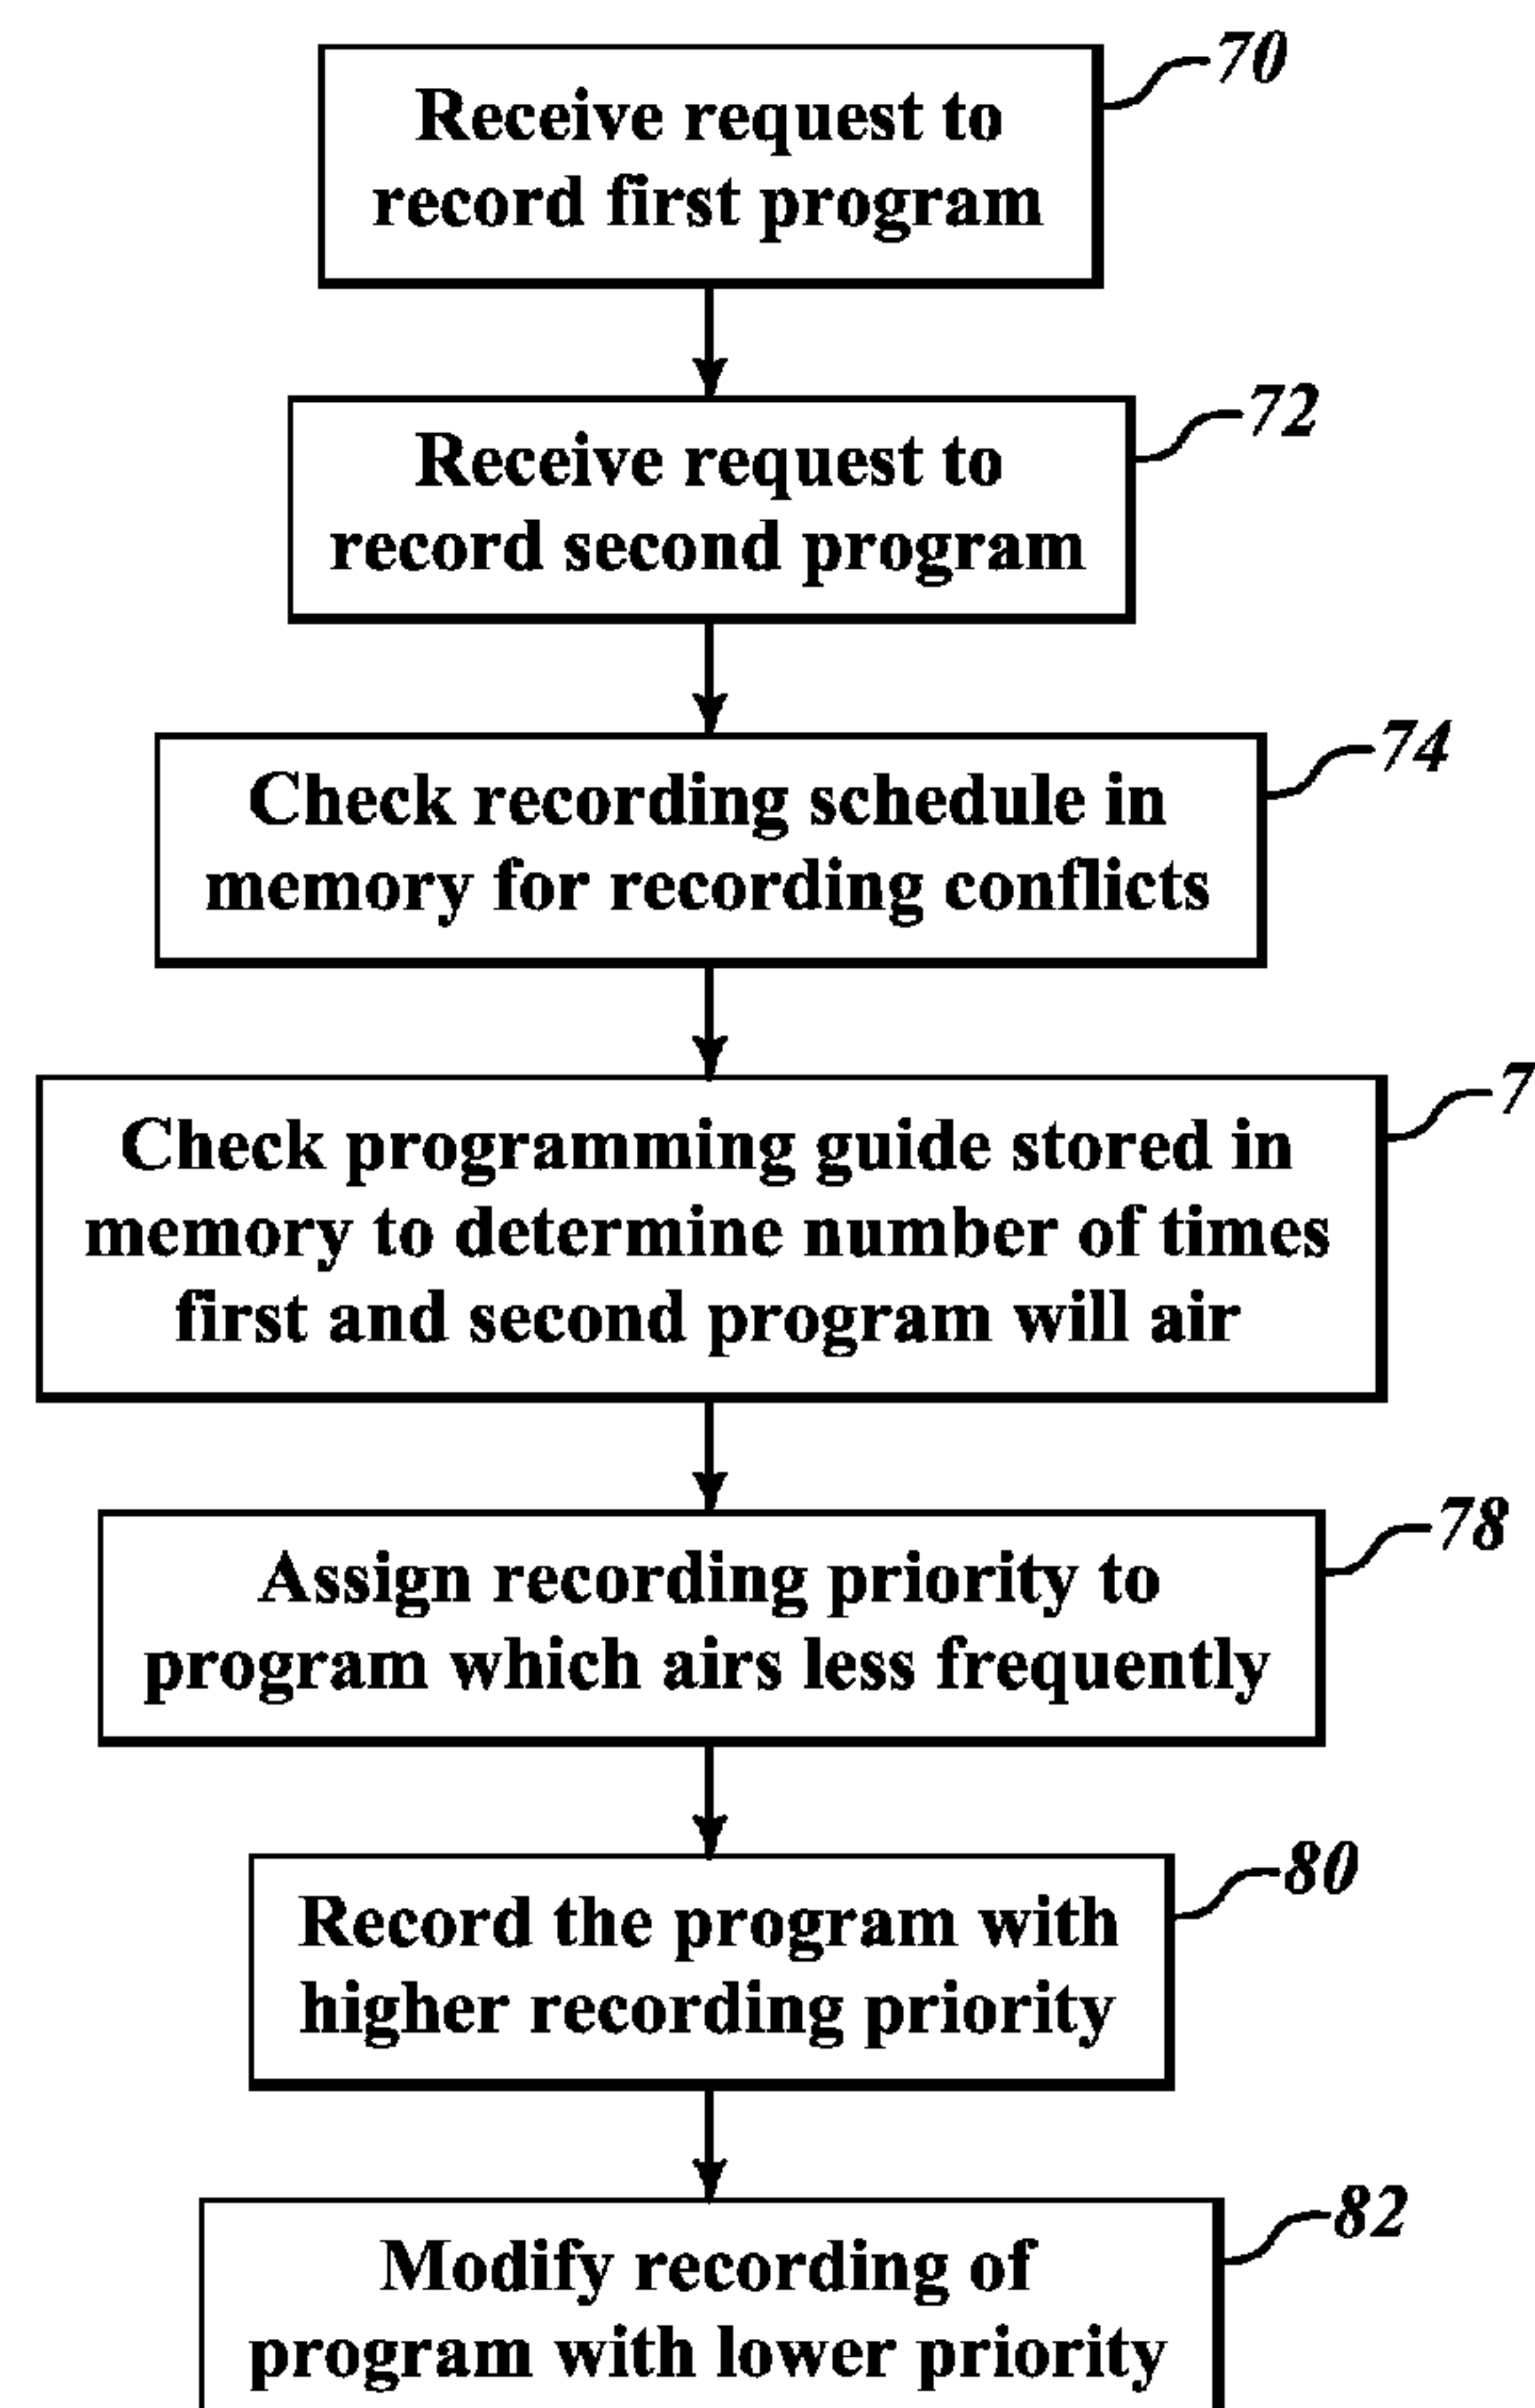 70
Receive request to
record first program
72
Receive request to
record second program
74
Check recording schedule in
memory for recording conflicts
7
Check programming guide stored in
memory to determine number of times
first and second program will air
78
Assign recording priority to
program which airs less frequently
80
Record the program with
higher recording priority
82
Modify recording of
program with lower priority